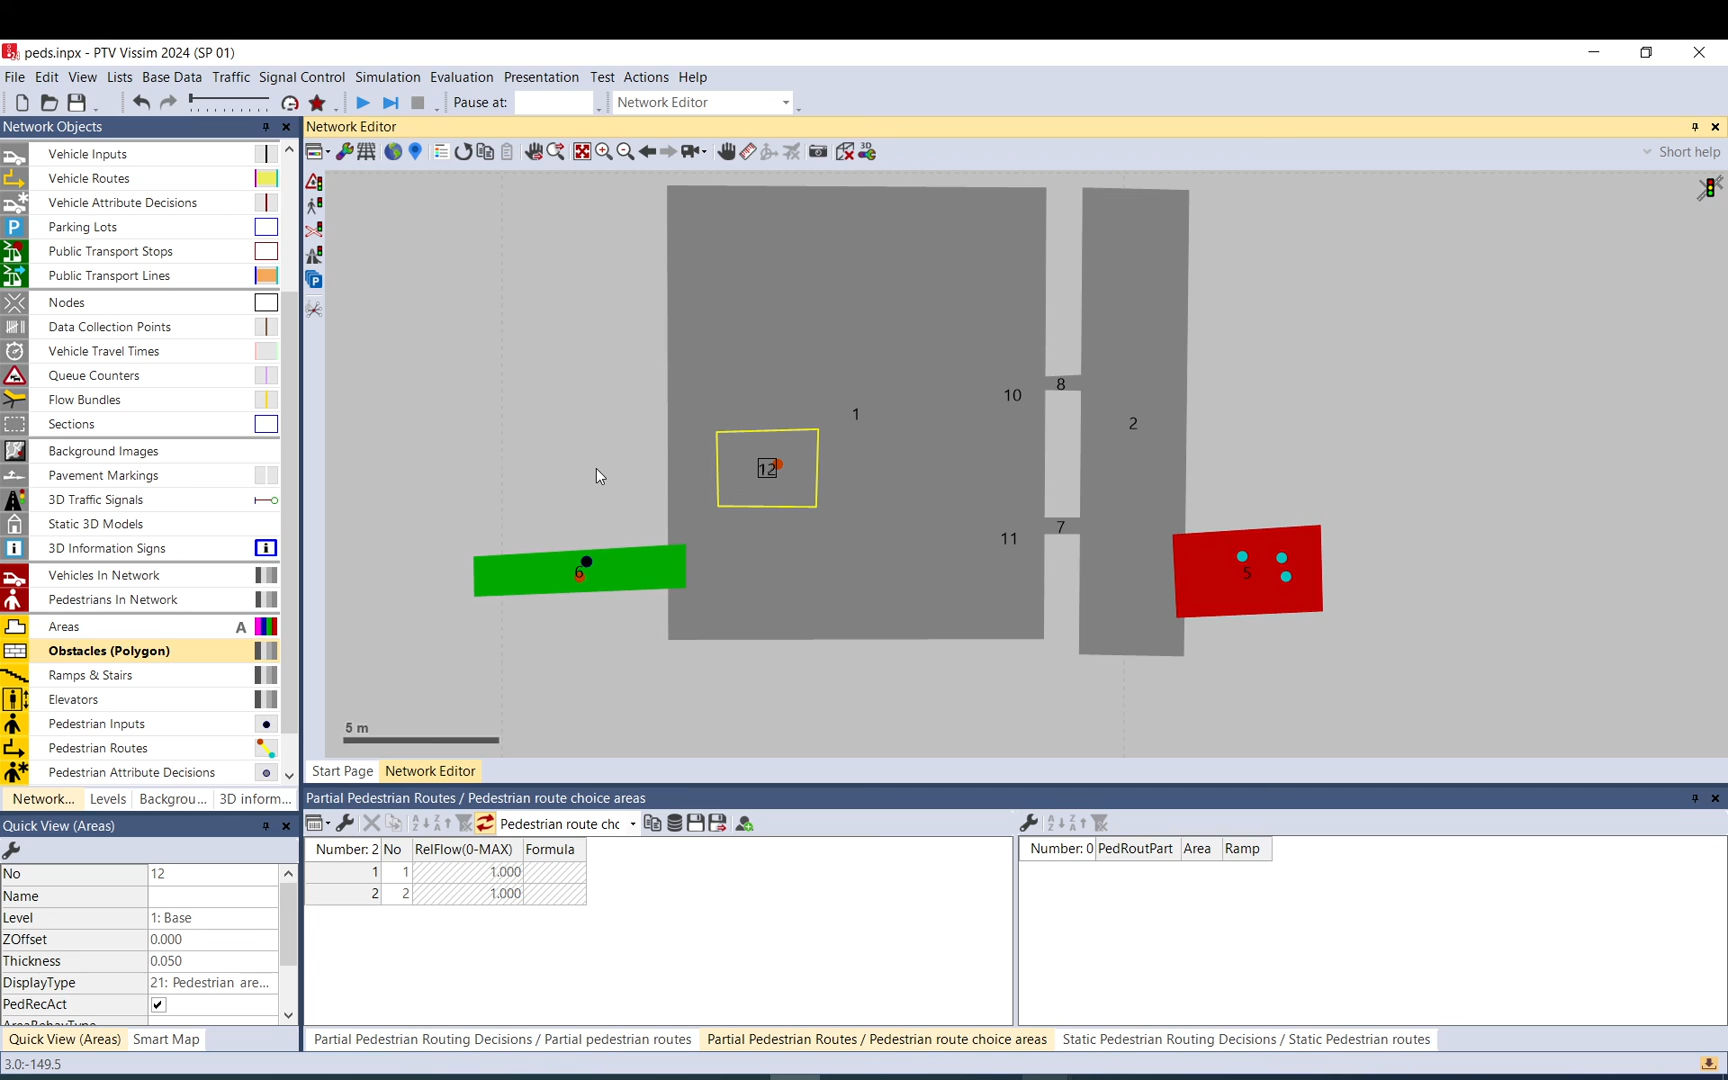 peds.inpx - PTV Vissim 2024 (SP 01)
File Edit View Lists Base Data Traffic Signal Control Simulation Evaluation Presentation Test Actions Help
Pause at: Network Editor
Network Objects
Network Editor
Short help
Vehicle Inputs
Vehicle Routes
Vehicle Attribute Decisions
Parking Lots
Public Transport Stops
Public Transport Lines
Nodes
Data Collection Points
Vehicle Travel Times
Queue Counters
Flow Bundles
Sections
Background Images
Pavement Markings
3D Traffic Signals
Static 3D Models
3D Information Signs
Vehicles In Network
Pedestrians In Network
Areas A
Obstacles (Polygon)
Ramps & Stairs
Elevators
Pedestrian Inputs
Pedestrian Routes
Pedestrian Attribute Decisions
Network... Levels Backgrou... 3D inform...
10 8
1
2
12
11 7
6
5
5 m
Start Page Network Editor
Quick View (Areas)
No 12
Name
Level 1: Base
ZOffset 0.000
Thickness 0.050
DisplayType 21: Pedestrian are...
PedRecAct
AreaBehavType
Quick View (Areas) Smart Map
Partial Pedestrian Routes / Pedestrian route choice areas
Pedestrian route chc
Number: 2 No RelFlow(0-MAX) Formula
1 1 1.000
2 2 1.000
Number: 0 PedRoutPart Area Ramp
Partial Pedestrian Routing Decisions / Partial pedestrian routes Partial Pedestrian Routes / Pedestrian route choice areas Static Pedestrian Routing Decisions / Static Pedestrian routes
3.0:-149.5